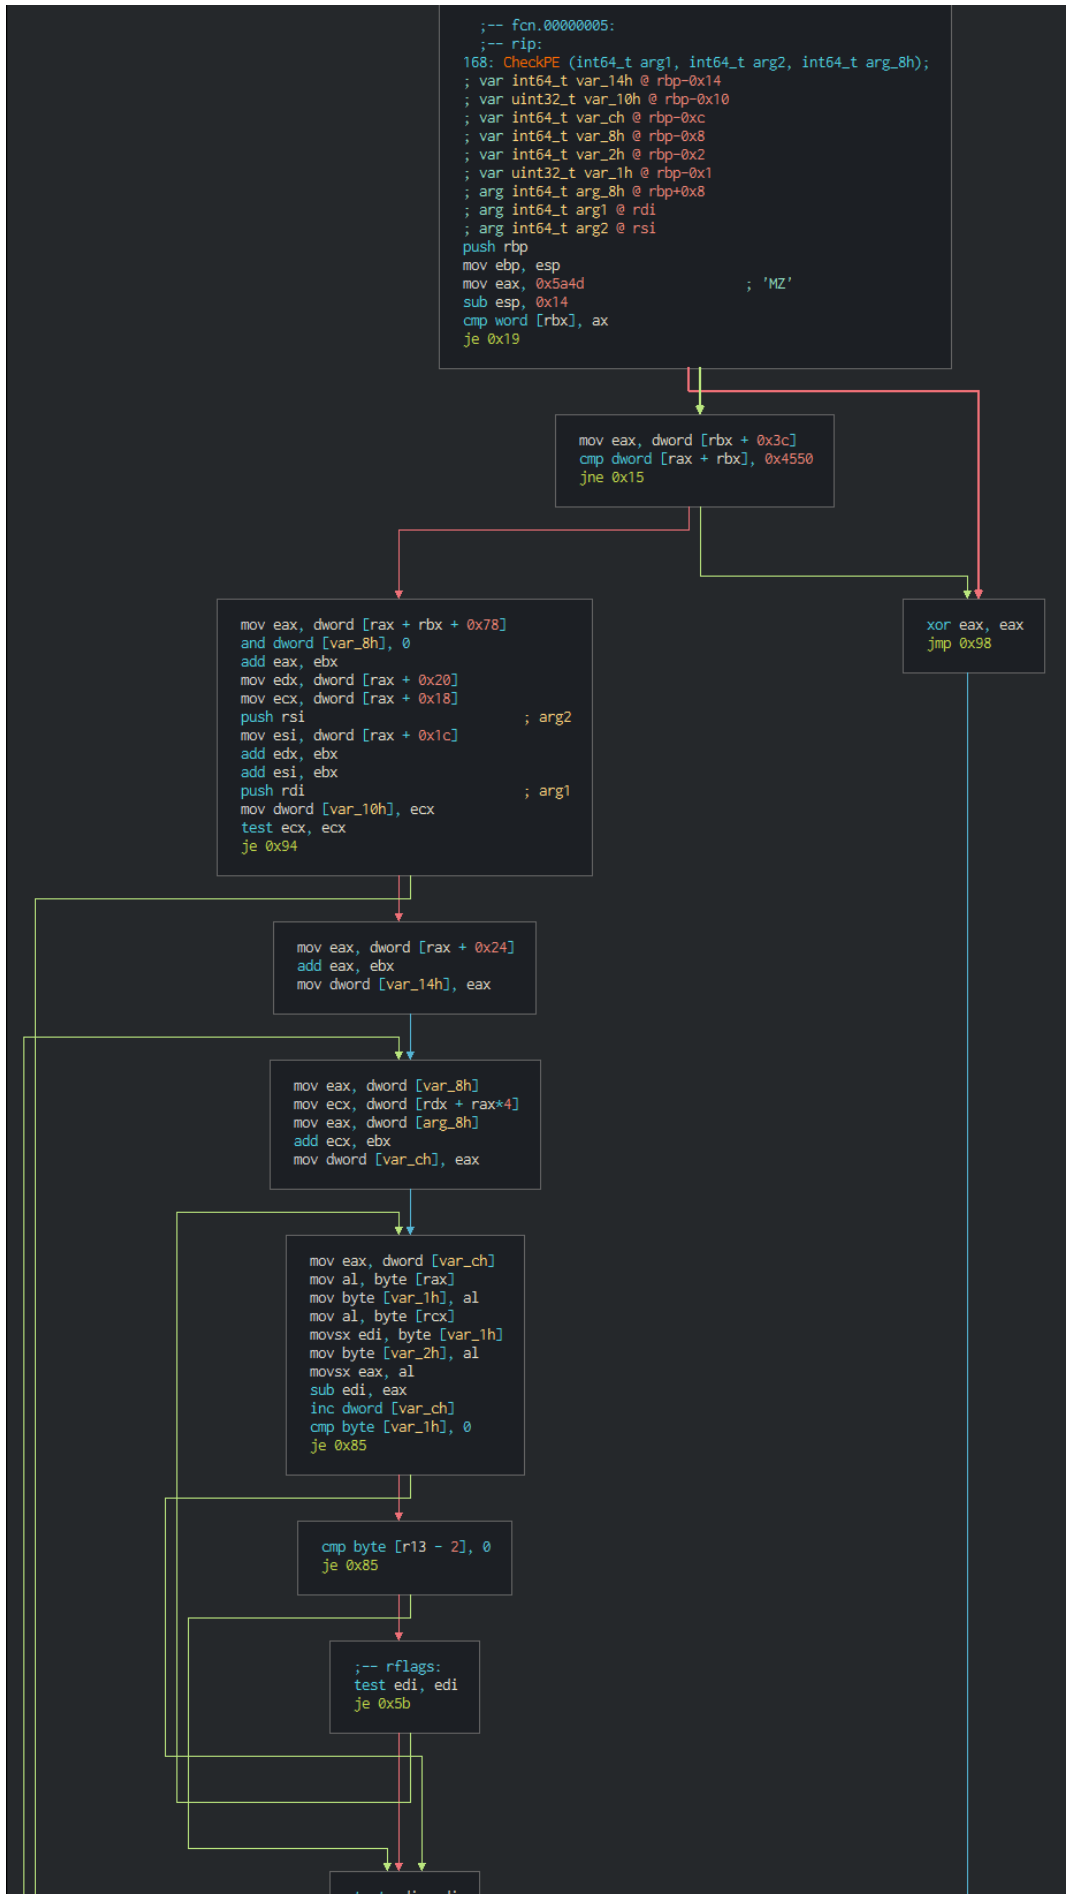 ;-- fcn.00000005:
;-- rip:
168: CheckPE (int64_t arg1, int64_t arg2, int64_t arg_8h);
; var int64_t var_14h @ rbp-0x14
; var uint32_t var_10h @ rbp-0x10
; var int64_t var_ch @ rbp-0xc
; var int64_t var_8h @ rbp-0x8
; var int64_t var_2h @ rbp-0x2
; var uint32_t var_1h @ rbp-0x1
; arg int64_t arg_8h @ rbp+0x8
; arg int64_t arg1 @ rdi
; arg int64_t arg2 @ rsi
push rbp
mov ebp, esp
mov eax, 0x5a4d ; 'MZ'
sub esp, 0x14
cmp word [rbx], ax
je 0x19
mov eax, dword [rbx + 0x3c]
cmp dword [rax + rbx], 0x4550
jne 0x15
mov eax, dword [rax + rbx + 0x78]
and dword [var_8h], 0
add eax, ebx
mov edx, dword [rax + 0x20]
mov ecx, dword [rax + 0x18]
push rsi ; arg2
mov esi, dword [rax + 0x1c]
add edx, ebx
add esi, ebx
push rdi ; arg1
mov dword [var_10h], ecx
test ecx, ecx
je 0x94
xor eax, eax
jmp 0x98
mov eax, dword [rax + 0x24]
add eax, ebx
mov dword [var_14h], eax
mov eax, dword [var_8h]
mov ecx, dword [rdx + rax*4]
mov eax, dword [arg_8h]
add ecx, ebx
mov dword [var_ch], eax
mov eax, dword [var_ch]
mov al, byte [rax]
mov byte [var_1h], al
mov al, byte [rcx]
movsx edi, byte [var_1h]
mov byte [var_2h], al
movsx eax, al
sub edi, eax
inc dword [var_ch]
cmp byte [var_1h], 0
je 0x85
cmp byte [r13 - 2], 0
je 0x85
;-- rflags:
test edi, edi
je 0x5b